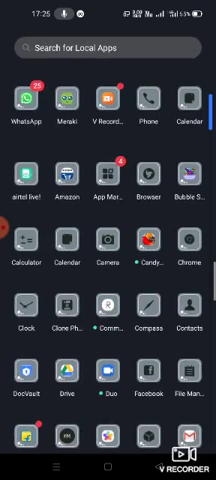 17:25
53%
Search for Local Apps
25
WhatsApp
Meraki
V Record...
Phone
Calendar
4
airtel live!
Amazon
App Mar...
Browser
Bubble S...
Calculator
Calendar
Camera
Candy...
Chrome
Clock
Clone Ph...
Comm...
Compass
Contacts
DocVault
Drive
Duo
Facebook
File Man...
V RECORDER